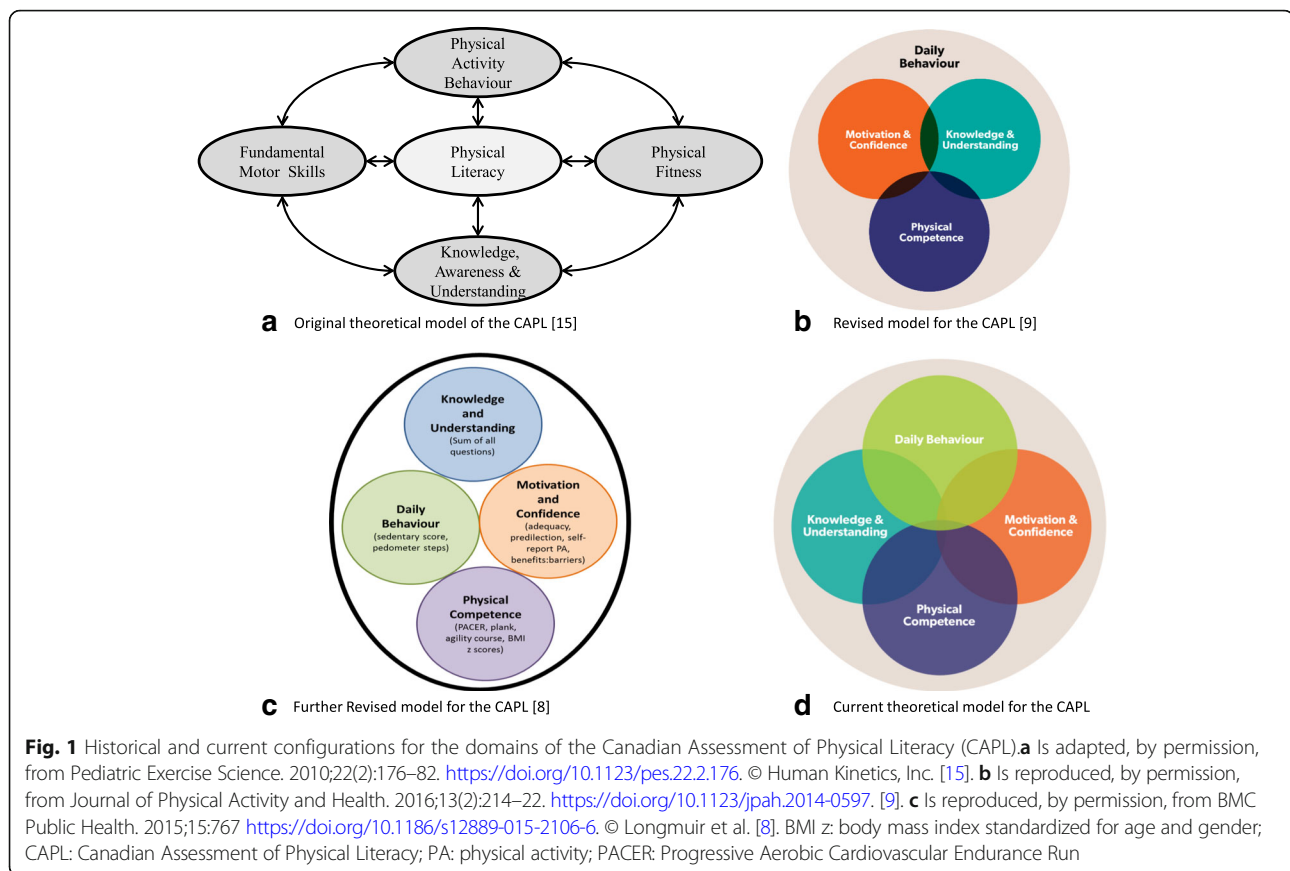 Physical
Activity
Behaviour
Fundamental
Motor Skills
Physical
Literacy
Physical
Fitness
Knowledge,
Awareness &
Understanding
a Original theoretical model of the CAPL [15]
Daily
Behaviour
Motivation &
Confidence
Knowledge &
Understanding
Physical
Competence
b Revised model for the CAPL [9]
Knowledge
and
Understanding
(Sum of all
questions)
Daily
Behaviour
(sedentary score,
pedometer steps)
Motivation
and
Confidence
(adequacy,
predilection, self-
report PA,
benefits:barriers)
Physical
Competence
(PACER, plank,
agility course, BMI
z scores)
c Further Revised model for the CAPL [8]
Daily Behaviour
Knowledge &
Understanding
Motivation &
Confidence
Physical
Competence
d Current theoretical model for the CAPL
Fig. 1 Historical and current configurations for the domains of the Canadian Assessment of Physical Literacy (CAPL).a Is adapted, by permission,
from Pediatric Exercise Science. 2010;22(2):176–82. https://doi.org/10.1123/pes.22.2.176. © Human Kinetics, Inc. [15]. b Is reproduced, by permission,
from Journal of Physical Activity and Health. 2016;13(2):214–22. https://doi.org/10.1123/jpah.2014-0597. [9]. c Is reproduced, by permission, from BMC
Public Health. 2015;15:767 https://doi.org/10.1186/s12889-015-2106-6. © Longmuir et al. [8]. BMI z: body mass index standardized for age and gender;
CAPL: Canadian Assessment of Physical Literacy; PA: physical activity; PACER: Progressive Aerobic Cardiovascular Endurance Run